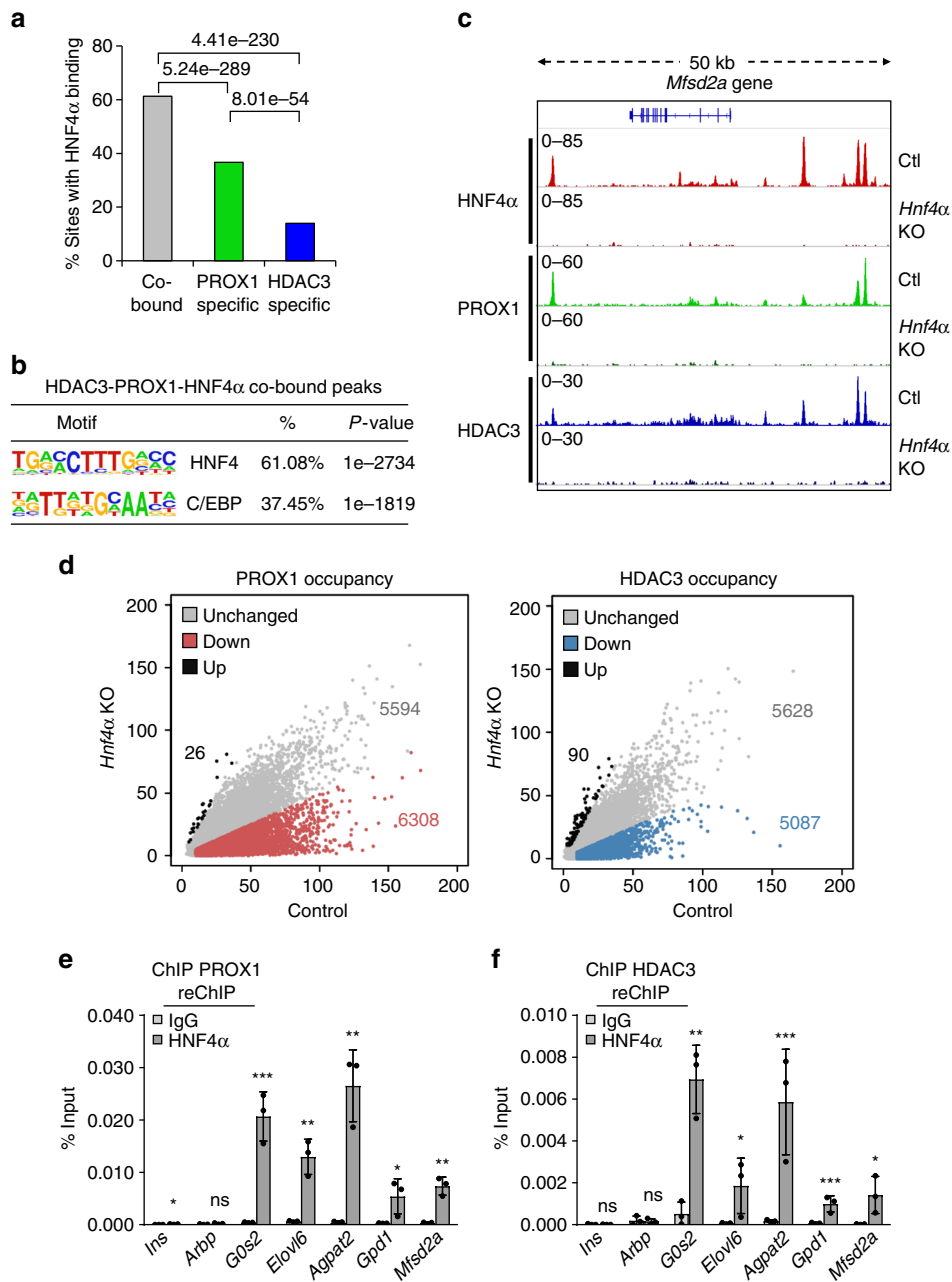 a
80
60
40
20
0
% Sites with HNF4α binding
4.41e–230
5.24e–289
8.01e–54
Co-
bound
PROX1
specific
HDAC3
specific
b
HDAC3-PROX1-HNF4α co-bound peaks
Motif % P-value
HNF4 61.08% 1e–2734
C/EBP 37.45% 1e–1819
c
50 kb
Mfsd2a gene
HNF4α
0–85
Ctl
0–85
Hnf4α
KO
PROX1
0–60
Ctl
0–60
Hnf4α
KO
HDAC3
0–30
Ctl
0–30
Hnf4α
KO
d
PROX1 occupancy
200
150
100
50
0
Hnf4α KO
Unchanged
Down
Up
5594
26
6308
0 50 100 150 200
Control
HDAC3 occupancy
200
150
100
50
0
Hnf4α KO
Unchanged
Down
Up
5628
90
5087
0 50 100 150 200
Control
e
ChIP PROX1
reChIP
IgG
HNF4α
0.040
0.030
0.020
0.010
0.000
% Input
* ns *** ** ** * **
Ins Arbp G0s2 Elovl6 Agpat2 Gpd1 Mfsd2a
f
ChIP HDAC3
reChIP
IgG
HNF4α
0.010
0.008
0.006
0.004
0.002
0.000
% Input
ns ns ** * *** *** *
Ins Arbp G0s2 Elovl6 Agpat2 Gpd1 Mfsd2a